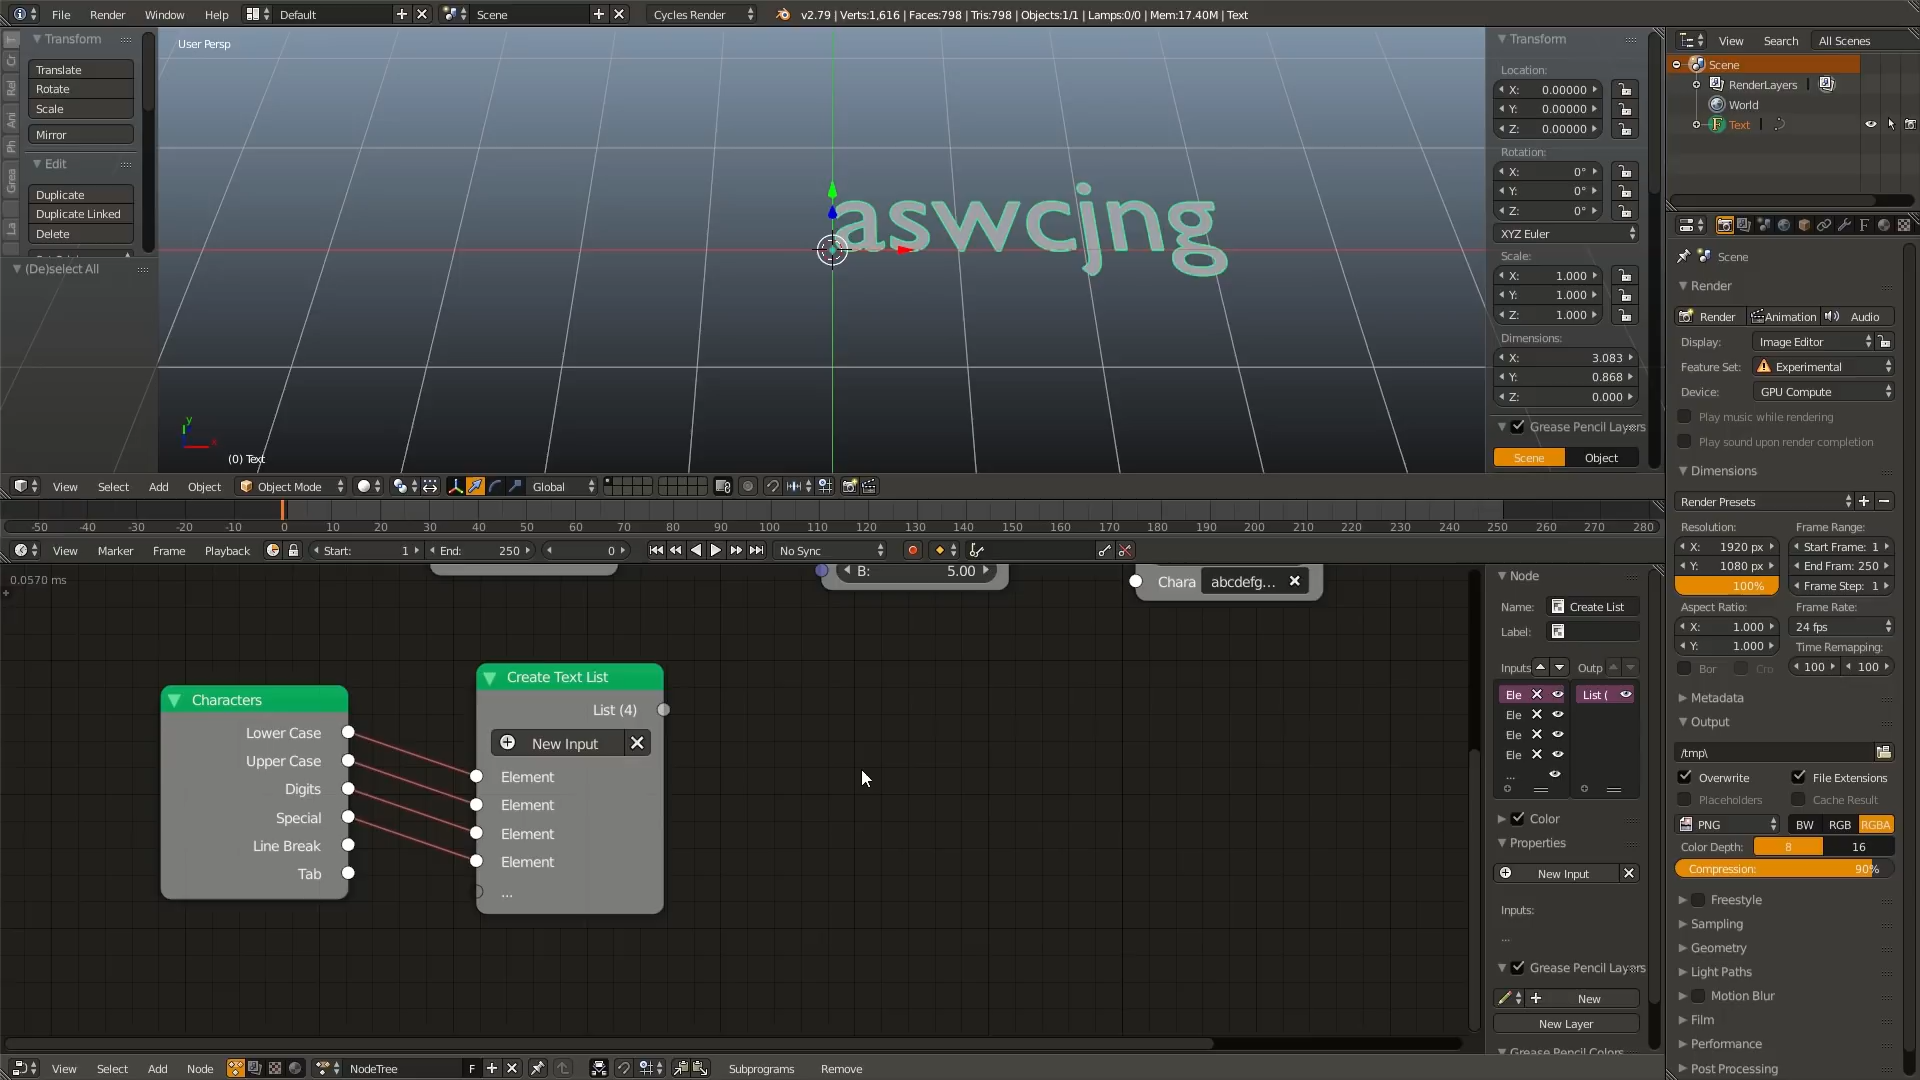 File Render Window Help Default Scene Cycles Render v2.79 | Verts:1,616 | Faces:798 | Tris:798 | Objects:1/1 | Lamps:0/0 | Mem:17.40M | Text
Transform
Translate
Rotate
Scale
Mirror
Edit
Duplicate
Duplicate Linked
Delete
(De)select All
T
Cr
Rel
Ani
Ph
Grea
La
User Persp
aswcjng
y
x
(0) Text
Transform
Location:
X: 0.00000
Y: 0.00000
Z: 0.00000
Rotation:
X: 0°
Y: 0°
Z: 0°
XYZ Euler
Scale:
X: 1.000
Y: 1.000
Z: 1.000
Dimensions:
X: 3.083
Y: 0.868
Z: 0.000
Grease Pencil Layers
Scene Object
View Select Add Object Object Mode Global
-50 -40 -30 -20 -10 0 10 20 30 40 50 60 70 80 90 100 110 120 130 140 150 160 170 180 190 200 210 220 230 240 250 260 270 280
View Marker Frame Playback Start: 1 End: 250 0 No Sync
0.0570 ms
B: 5.00
Chara abcdefg...
Characters
Lower Case
Upper Case
Digits
Special
Line Break
Tab
Create Text List
List (4)
New Input
Element
Element
Element
Element
...
Node
Name: Create List
Label:
Inputs Outp
Ele List (
Ele
Ele
Ele
...
Color
Properties
New Input
Inputs:
...
Grease Pencil Layers
New
New Layer
Grease Pencil Colors
View Select Add Node NodeTree F Subprograms Remove
View Search All Scenes
Scene
RenderLayers
World
Text
Scene
Render
Render Animation Audio
Display: Image Editor
Feature Set: Experimental
Device: GPU Compute
Play music while rendering
Play sound upon render completion
Dimensions
Render Presets
Resolution: Frame Range:
X: 1920 px Start Frame: 1
Y: 1080 px End Fram: 250
100% Frame Step: 1
Aspect Ratio: Frame Rate:
X: 1.000 24 fps
Y: 1.000 Time Remapping:
Bor Cro 100 100
Metadata
Output
/tmp\
Overwrite File Extensions
Placeholders Cache Result
PNG BW RGB RGBA
Color Depth: 8 16
Compression: 90%
Freestyle
Sampling
Geometry
Light Paths
Motion Blur
Film
Performance
Post Processing